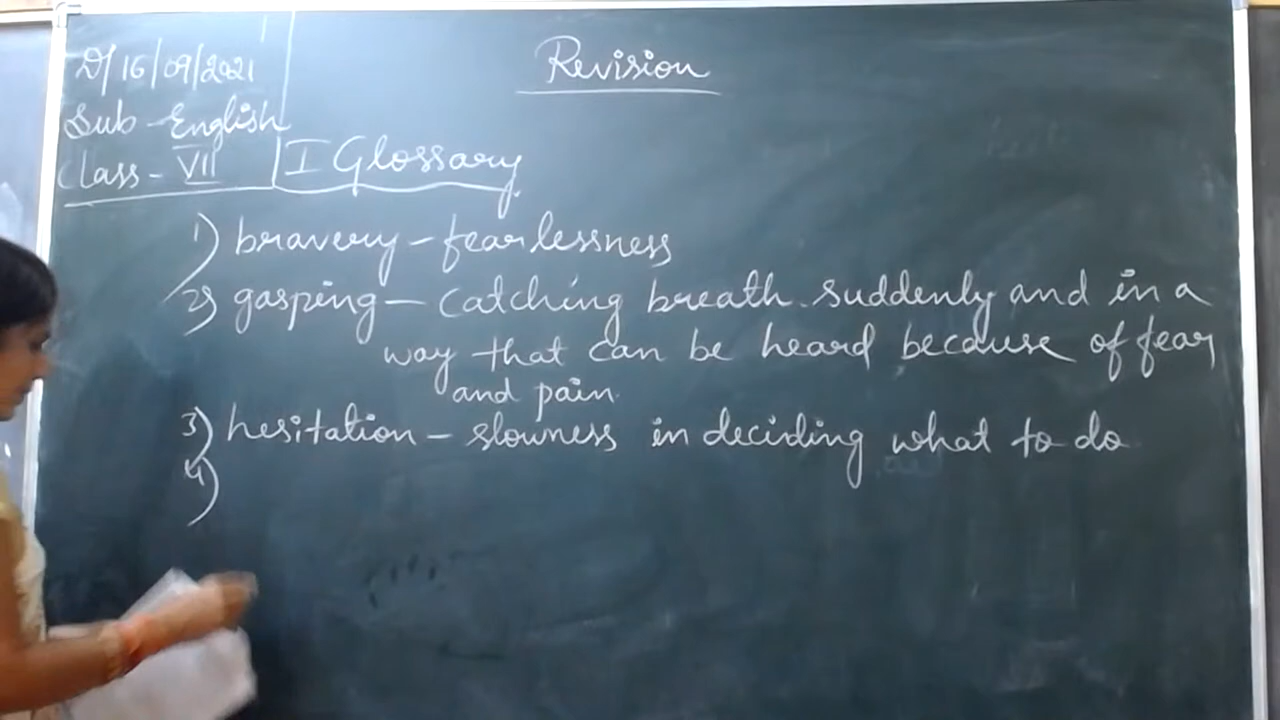 D/16/09/2021
Sub - English
Class - VII
Revision
I Glossary
1) bravery - fearlessness
2) gasping - catching breath suddenly and in a
way that can be heard because of fear
and pain.
3) hesitation - slowness in deciding what to do
4)